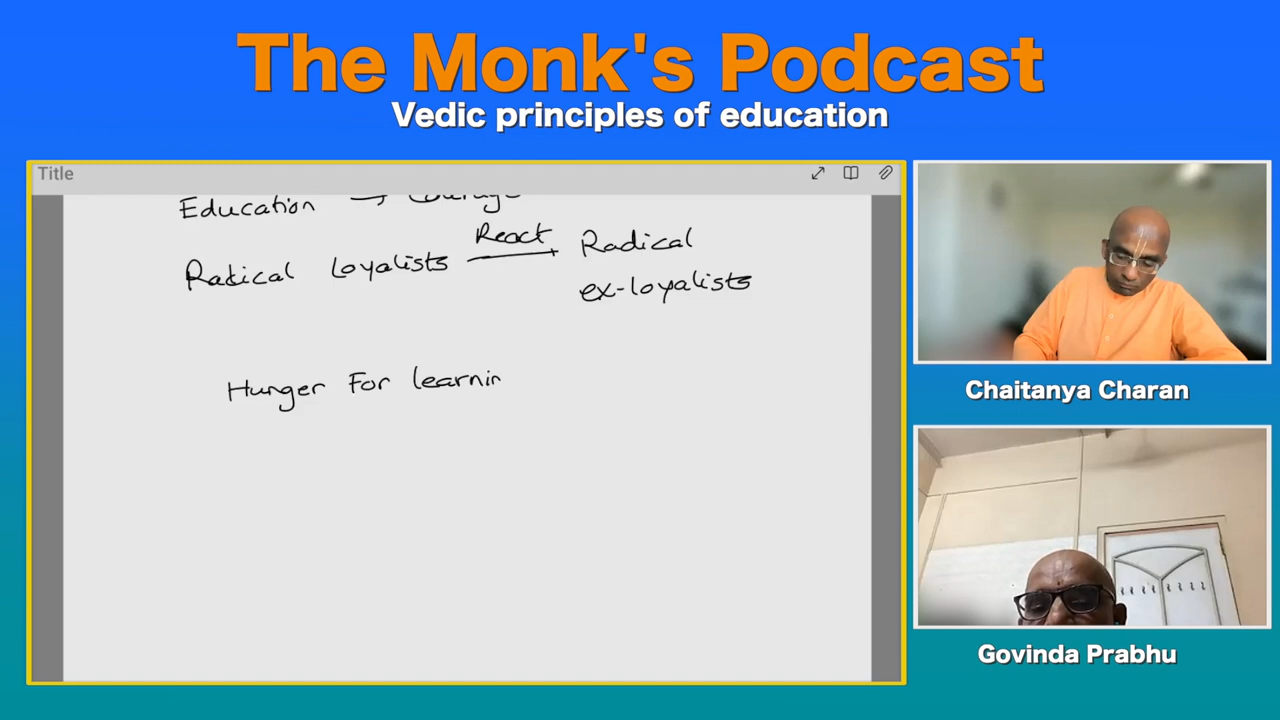 The Monk's Podcast
Vedic principles of education
Title
Education → Courage
React
Radical loyalists Radical
ex-loyalists
Hunger For learnin
Chaitanya Charan
Govinda Prabhu